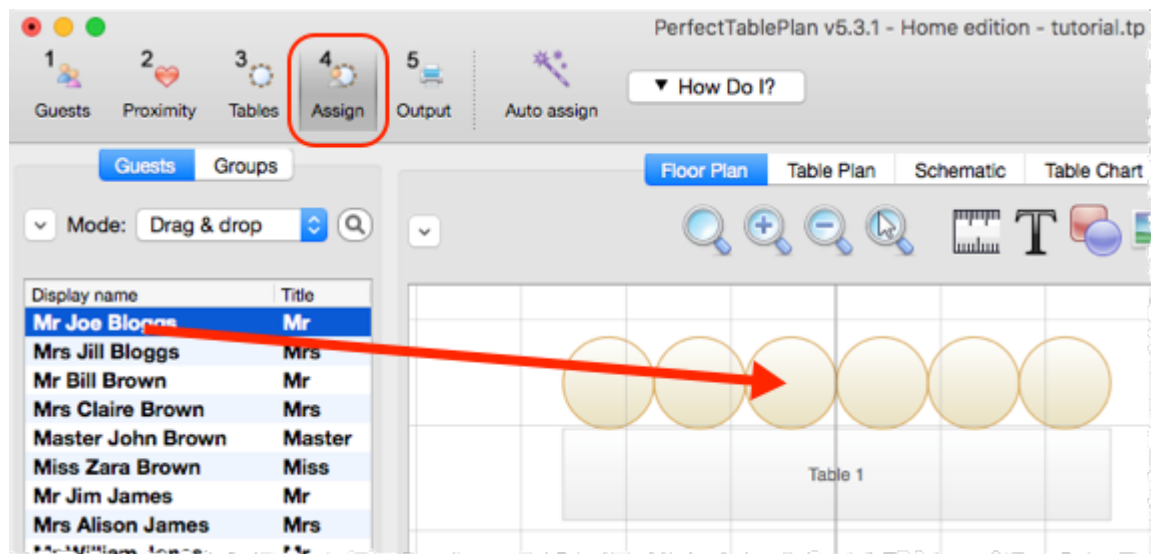 PerfectTablePlan v5.3.1 - Home edition - tutorial.tp
1 2 3 4 5
Guests Proximity Tables Assign Output Auto assign
▼ How Do I?
Guests Groups
Floor Plan Table Plan Schematic Table Chart
Mode: Drag & drop
T
Display name Title
Mr Joe Bloggs Mr
Mrs Jill Bloggs Mrs
Mr Bill Brown Mr
Mrs Claire Brown Mrs
Master John Brown Master
Miss Zara Brown Miss
Mr Jim James Mr
Mrs Alison James Mrs
Table 1